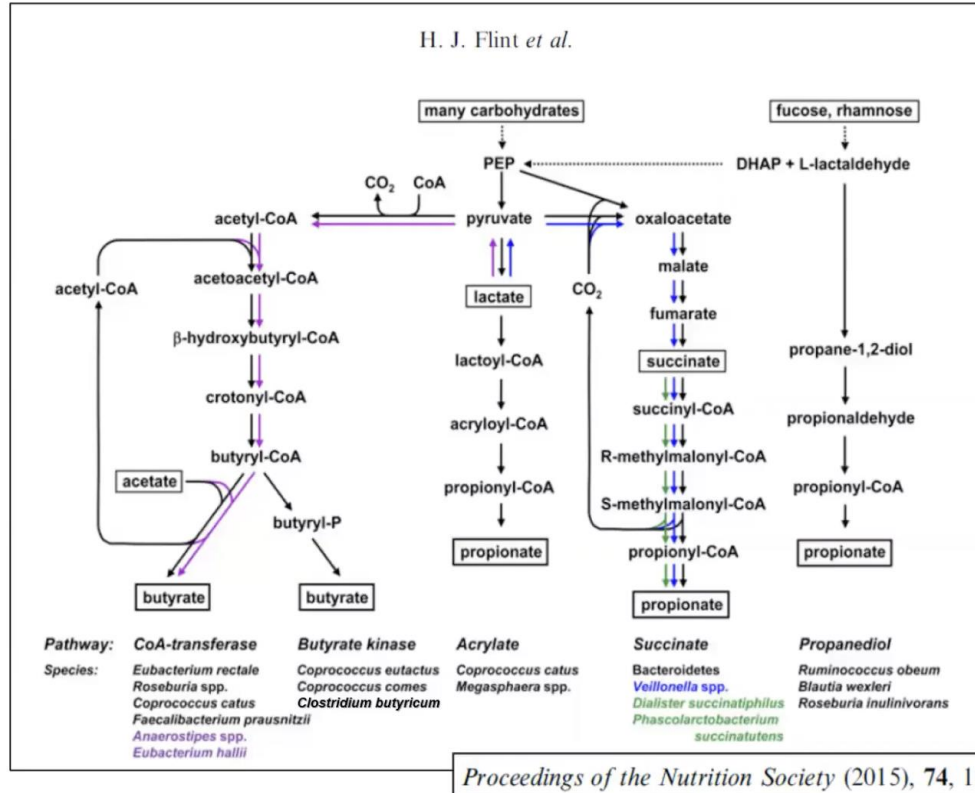 H. J. Flint et al.
many carbohydrates
fucose, rhamnose
PEP
DHAP + L-lactaldehyde
CO2
CoA
acetyl-CoA
pyruvate
oxaloacetate
acetyl-CoA
acetoacetyl-CoA
malate
lactate
CO2
fumarate
β-hydroxybutyryl-CoA
lactoyl-CoA
succinate
propane-1,2-diol
crotonyl-CoA
acryloyl-CoA
succinyl-CoA
propionaldehyde
butyryl-CoA
R-methylmalonyl-CoA
acetate
propionyl-CoA
S-methylmalonyl-CoA
propionyl-CoA
butyryl-P
propionate
propionyl-CoA
propionate
butyrate
butyrate
propionate
Pathway: CoA-transferase Butyrate kinase Acrylate Succinate Propanediol
Species: Eubacterium rectale Coprococcus eutactus Coprococcus catus Bacteroidetes Ruminococcus obeum
Roseburia spp. Coprococcus comes Megasphaera spp. Veillonella spp. Blautia wexleri
Coprococcus catus Clostridium butyricum Dialister succinatiphilus Roseburia inulinivorans
Faecalibacterium prausnitzii Phascolarctobacterium
Anaerostipes spp. succinatutens
Eubacterium hallii
Proceedings of the Nutrition Society (2015), 74, 1